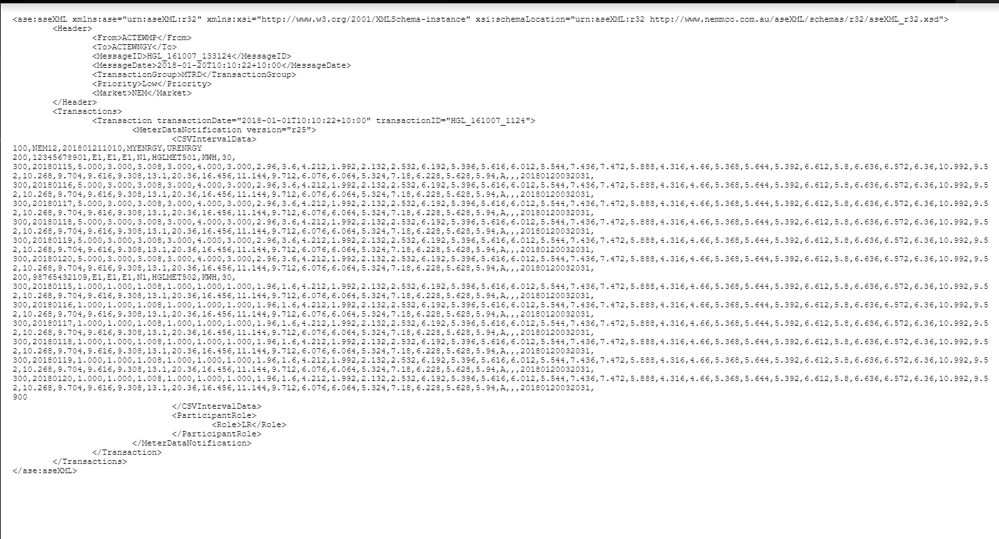 <ase:aseXML xmlns:ase="urn:aseXML:r32" xmlns:xsi="http://www.w3.org/2001/XMLSchema-instance" xsi:schemaLocation="urn:aseXML:r32 http://www.nemmco.com.au/aseXML/schemas/r32/aseXML_r32.xsd">
<Header>
<From>ACTEWMP</From>
<To>ACTEWNGY</To>
<MessageID>HGL_161007_133124</MessageID>
<MessageDate>2018-01-20T10:10:22+10:00</MessageDate>
<TransactionGroup>MTRD</TransactionGroup>
<Priority>Low</Priority>
<Market>NEM</Market>
</Header>
<Transactions>
<Transaction transactionDate="2018-01-01T10:10:22+10:00" transactionID="HGL_161007_1124">
<MeterDataNotification version="r25">
<CSVIntervalData>
100,NEM12,201801211010,MYENRGY,URENRGY
200,12345678901,E1,E1,E1,N1,HGLMET501,KWH,30,
300,20180115,5.000,3.000,3.008,3.000,4.000,3.000,2.96,3.6,4.212,1.992,2.132,2.532,6.192,5.396,5.616,6.012,5.544,7.436,7.472,5.888,4.316,4.66,5.368,5.644,5.392,6.612,5.8,6.636,6.572,6.36,10.992,9.5
2,10.268,9.704,9.616,9.308,13.1,20.36,16.456,11.144,9.712,6.076,6.064,5.324,7.18,6.228,5.628,5.94,A,,,20180120032031,
300,20180116,5.000,3.000,3.008,3.000,4.000,3.000,2.96,3.6,4.212,1.992,2.132,2.532,6.192,5.396,5.616,6.012,5.544,7.436,7.472,5.888,4.316,4.66,5.368,5.644,5.392,6.612,5.8,6.636,6.572,6.36,10.992,9.5
2,10.268,9.704,9.616,9.308,13.1,20.36,16.456,11.144,9.712,6.076,6.064,5.324,7.18,6.228,5.628,5.94,A,,,20180120032031,
300,20180117,5.000,3.000,3.008,3.000,4.000,3.000,2.96,3.6,4.212,1.992,2.132,2.532,6.192,5.396,5.616,6.012,5.544,7.436,7.472,5.888,4.316,4.66,5.368,5.644,5.392,6.612,5.8,6.636,6.572,6.36,10.992,9.5
2,10.268,9.704,9.616,9.308,13.1,20.36,16.456,11.144,9.712,6.076,6.064,5.324,7.18,6.228,5.628,5.94,A,,,20180120032031,
300,20180118,5.000,3.000,3.008,3.000,4.000,3.000,2.96,3.6,4.212,1.992,2.132,2.532,6.192,5.396,5.616,6.012,5.544,7.436,7.472,5.888,4.316,4.66,5.368,5.644,5.392,6.612,5.8,6.636,6.572,6.36,10.992,9.5
2,10.268,9.704,9.616,9.308,13.1,20.36,16.456,11.144,9.712,6.076,6.064,5.324,7.18,6.228,5.628,5.94,A,,,20180120032031,
300,20180119,5.000,3.000,3.008,3.000,4.000,3.000,2.96,3.6,4.212,1.992,2.132,2.532,6.192,5.396,5.616,6.012,5.544,7.436,7.472,5.888,4.316,4.66,5.368,5.644,5.392,6.612,5.8,6.636,6.572,6.36,10.992,9.5
2,10.268,9.704,9.616,9.308,13.1,20.36,16.456,11.144,9.712,6.076,6.064,5.324,7.18,6.228,5.628,5.94,A,,,20180120032031,
300,20180120,5.000,3.000,3.008,3.000,4.000,3.000,2.96,3.6,4.212,1.992,2.132,2.532,6.192,5.396,5.616,6.012,5.544,7.436,7.472,5.888,4.316,4.66,5.368,5.644,5.392,6.612,5.8,6.636,6.572,6.36,10.992,9.5
2,10.268,9.704,9.616,9.308,13.1,20.36,16.456,11.144,9.712,6.076,6.064,5.324,7.18,6.228,5.628,5.94,A,,,20180120032031,
200,98765432109,E1,E1,E1,N1,HGLMET502,KWH,30,
300,20180115,1.000,1.000,1.008,1.000,1.000,1.000,1.96,1.6,4.212,1.992,2.132,2.532,6.192,5.396,5.616,6.012,5.544,7.436,7.472,5.888,4.316,4.66,5.368,5.644,5.392,6.612,5.8,6.636,6.572,6.36,10.992,9.5
2,10.268,9.704,9.616,9.308,13.1,20.36,16.456,11.144,9.712,6.076,6.064,5.324,7.18,6.228,5.628,5.94,A,,,20180120032031,
300,20180116,1.000,1.000,1.008,1.000,1.000,1.000,1.96,1.6,4.212,1.992,2.132,2.532,6.192,5.396,5.616,6.012,5.544,7.436,7.472,5.888,4.316,4.66,5.368,5.644,5.392,6.612,5.8,6.636,6.572,6.36,10.992,9.5
2,10.268,9.704,9.616,9.308,13.1,20.36,16.456,11.144,9.712,6.076,6.064,5.324,7.18,6.228,5.628,5.94,A,,,20180120032031,
300,20180117,1.000,1.000,1.008,1.000,1.000,1.000,1.96,1.6,4.212,1.992,2.132,2.532,6.192,5.396,5.616,6.012,5.544,7.436,7.472,5.888,4.316,4.66,5.368,5.644,5.392,6.612,5.8,6.636,6.572,6.36,10.992,9.5
2,10.268,9.704,9.616,9.308,13.1,20.36,16.456,11.144,9.712,6.076,6.064,5.324,7.18,6.228,5.628,5.94,A,,,20180120032031,
300,20180118,1.000,1.000,1.008,1.000,1.000,1.000,1.96,1.6,4.212,1.992,2.132,2.532,6.192,5.396,5.616,6.012,5.544,7.436,7.472,5.888,4.316,4.66,5.368,5.644,5.392,6.612,5.8,6.636,6.572,6.36,10.992,9.5
2,10.268,9.704,9.616,9.308,13.1,20.36,16.456,11.144,9.712,6.076,6.064,5.324,7.18,6.228,5.628,5.94,A,,,20180120032031,
300,20180119,1.000,1.000,1.008,1.000,1.000,1.000,1.96,1.6,4.212,1.992,2.132,2.532,6.192,5.396,5.616,6.012,5.544,7.436,7.472,5.888,4.316,4.66,5.368,5.644,5.392,6.612,5.8,6.636,6.572,6.36,10.992,9.5
2,10.268,9.704,9.616,9.308,13.1,20.36,16.456,11.144,9.712,6.076,6.064,5.324,7.18,6.228,5.628,5.94,A,,,20180120032031,
300,20180120,1.000,1.000,1.008,1.000,1.000,1.000,1.96,1.6,4.212,1.992,2.132,2.532,6.192,5.396,5.616,6.012,5.544,7.436,7.472,5.888,4.316,4.66,5.368,5.644,5.392,6.612,5.8,6.636,6.572,6.36,10.992,9.5
2,10.268,9.704,9.616,9.308,13.1,20.36,16.456,11.144,9.712,6.076,6.064,5.324,7.18,6.228,5.628,5.94,A,,,20180120032031,
900
</CSVIntervalData>
<ParticipantRole>
<Role>LR</Role>
</ParticipantRole>
</MeterDataNotification>
</Transaction>
</Transactions>
</ase:aseXML>